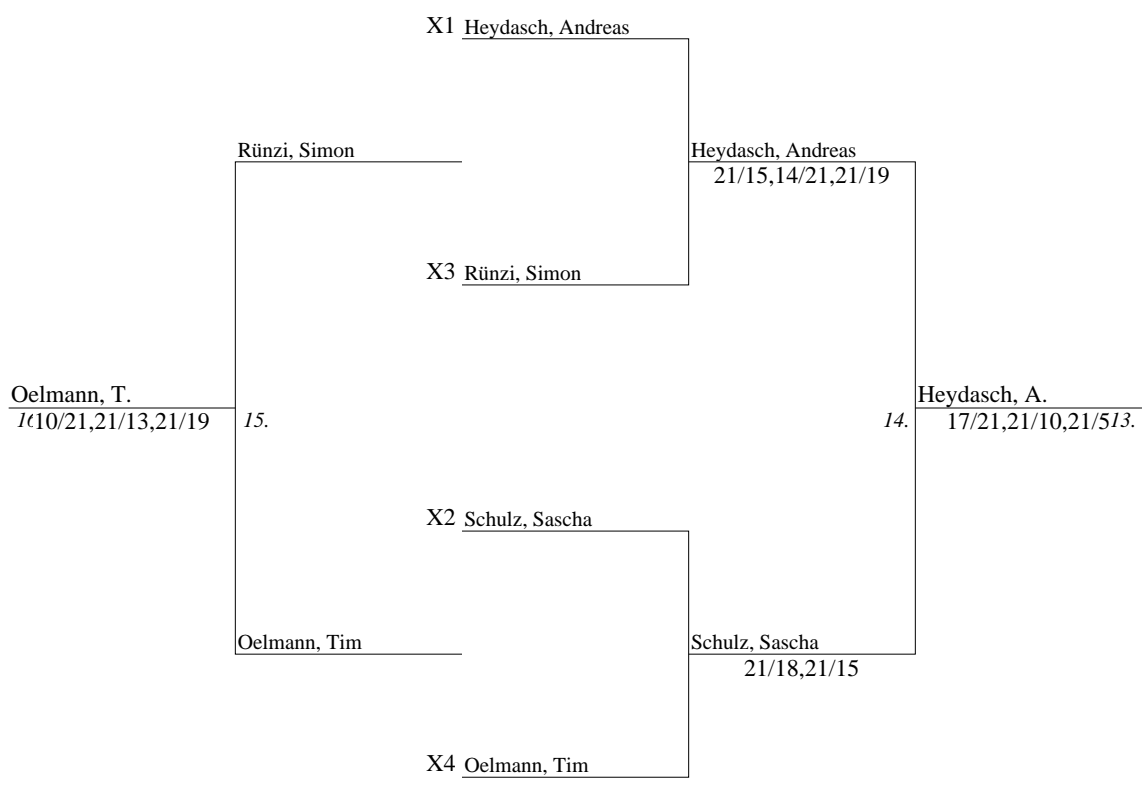 X1 Heydasch, Andreas
Rünzi, Simon
Heydasch, Andreas
21/15,14/21,21/19
X3 Rünzi, Simon
Oelmann, T.
10/21,21/13,21/19
15.
14.
Heydasch, A.
17/21,21/10,21/5
13.
X2 Schulz, Sascha
Oelmann, Tim
Schulz, Sascha
21/18,21/15
X4 Oelmann, Tim